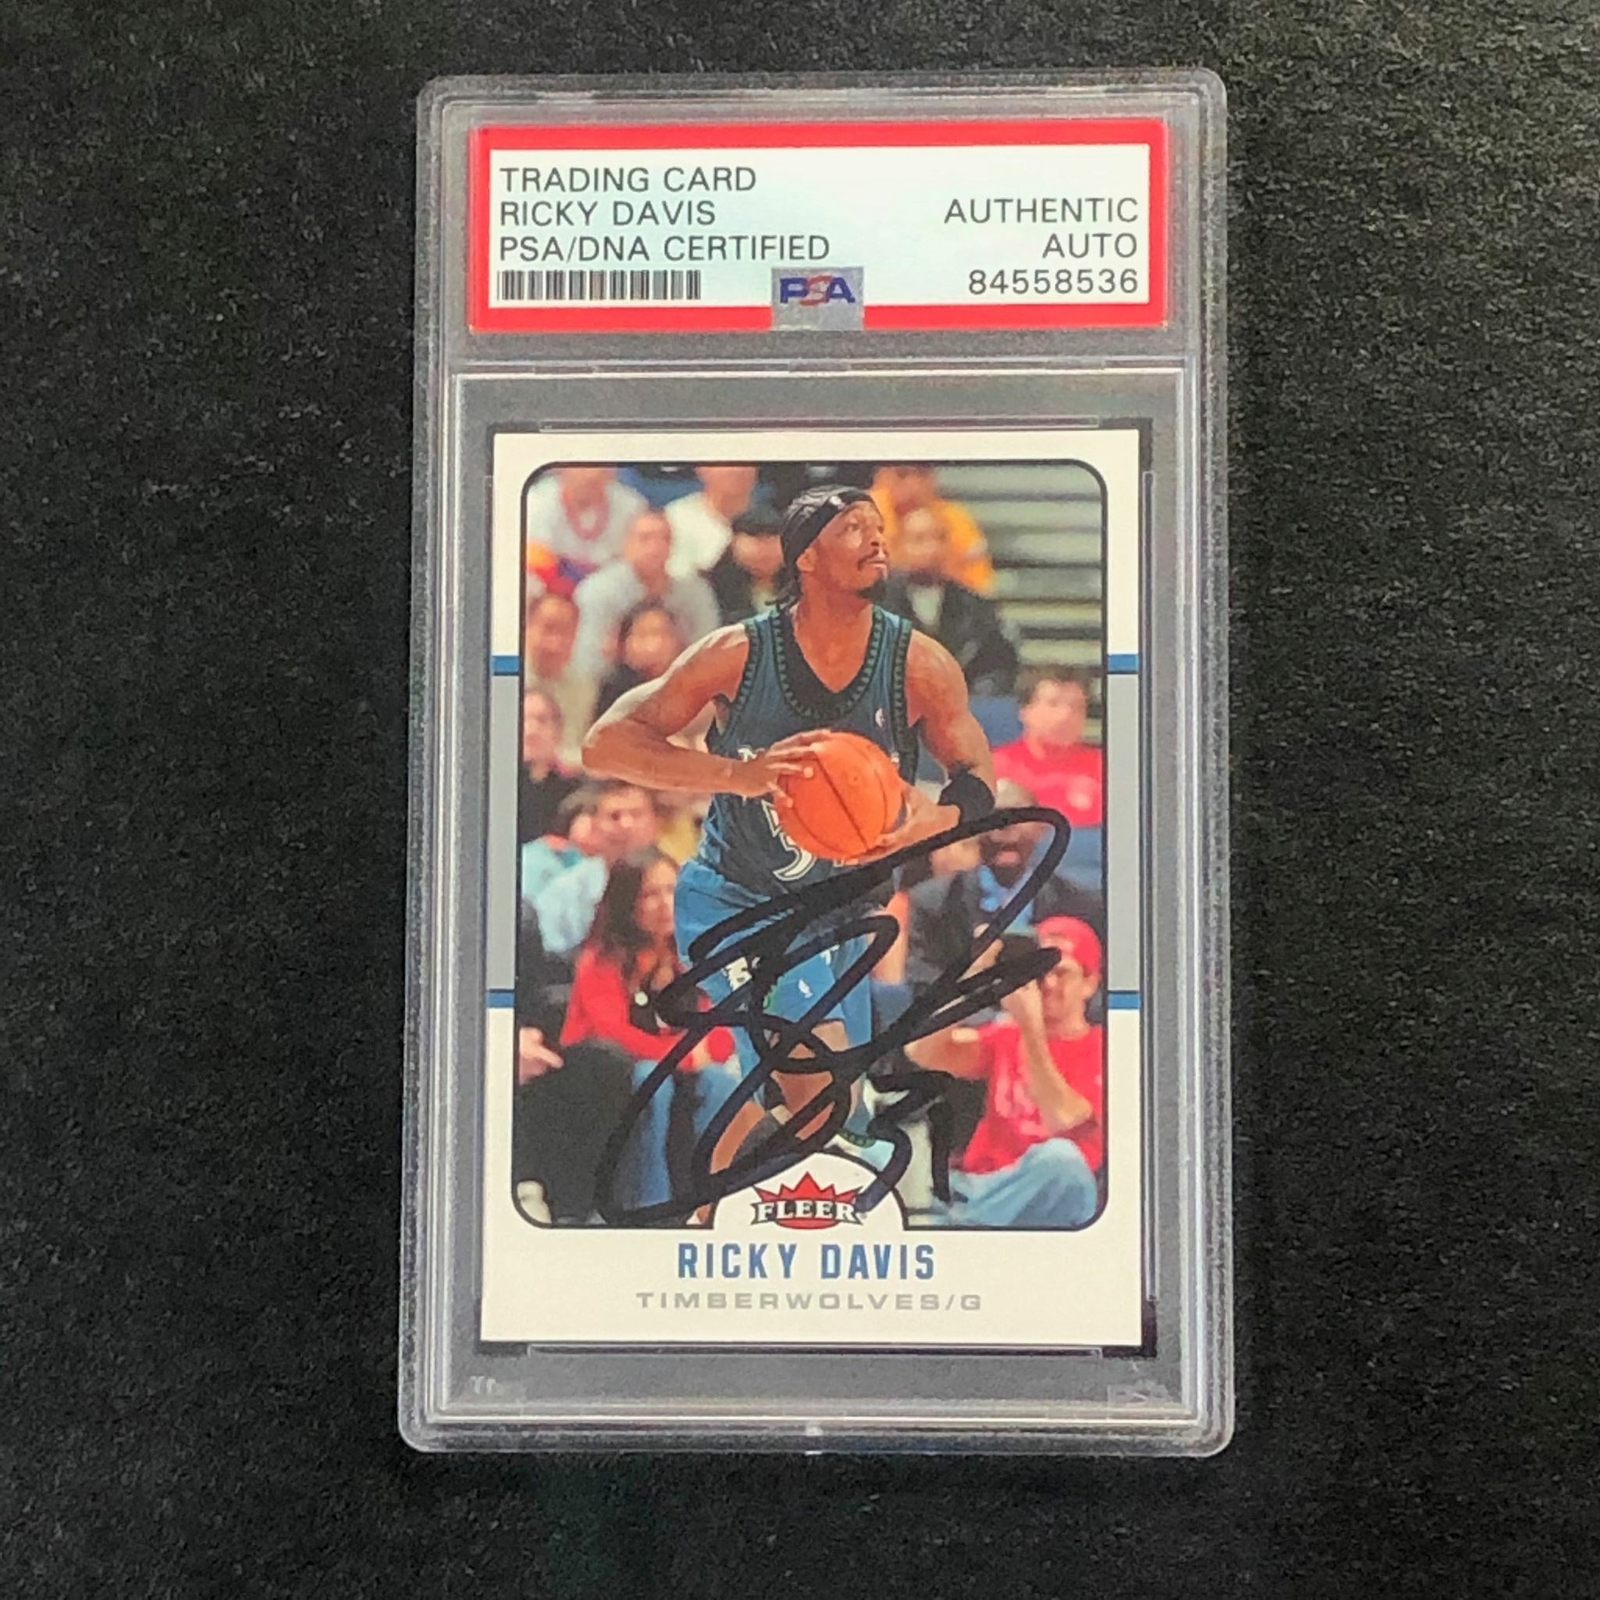 TRADING CARD
RICKY DAVIS
PSA/DNA CERTIFIED
AUTHENTIC
AUTO
84558536
PSA
FLEER
RICKY DAVIS
TIMBERWOLVES/G